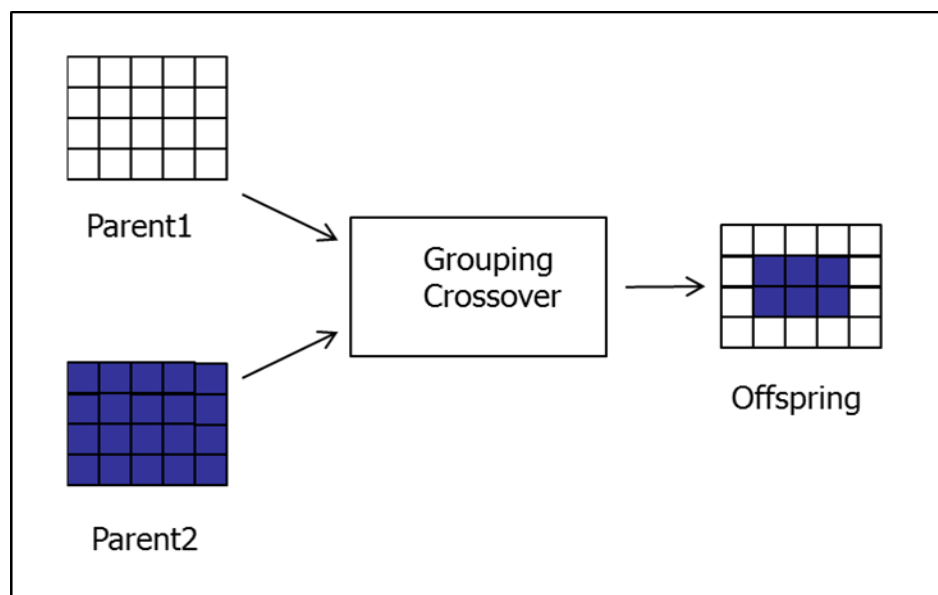 Parent1
Grouping
Crossover
Offspring
Parent2